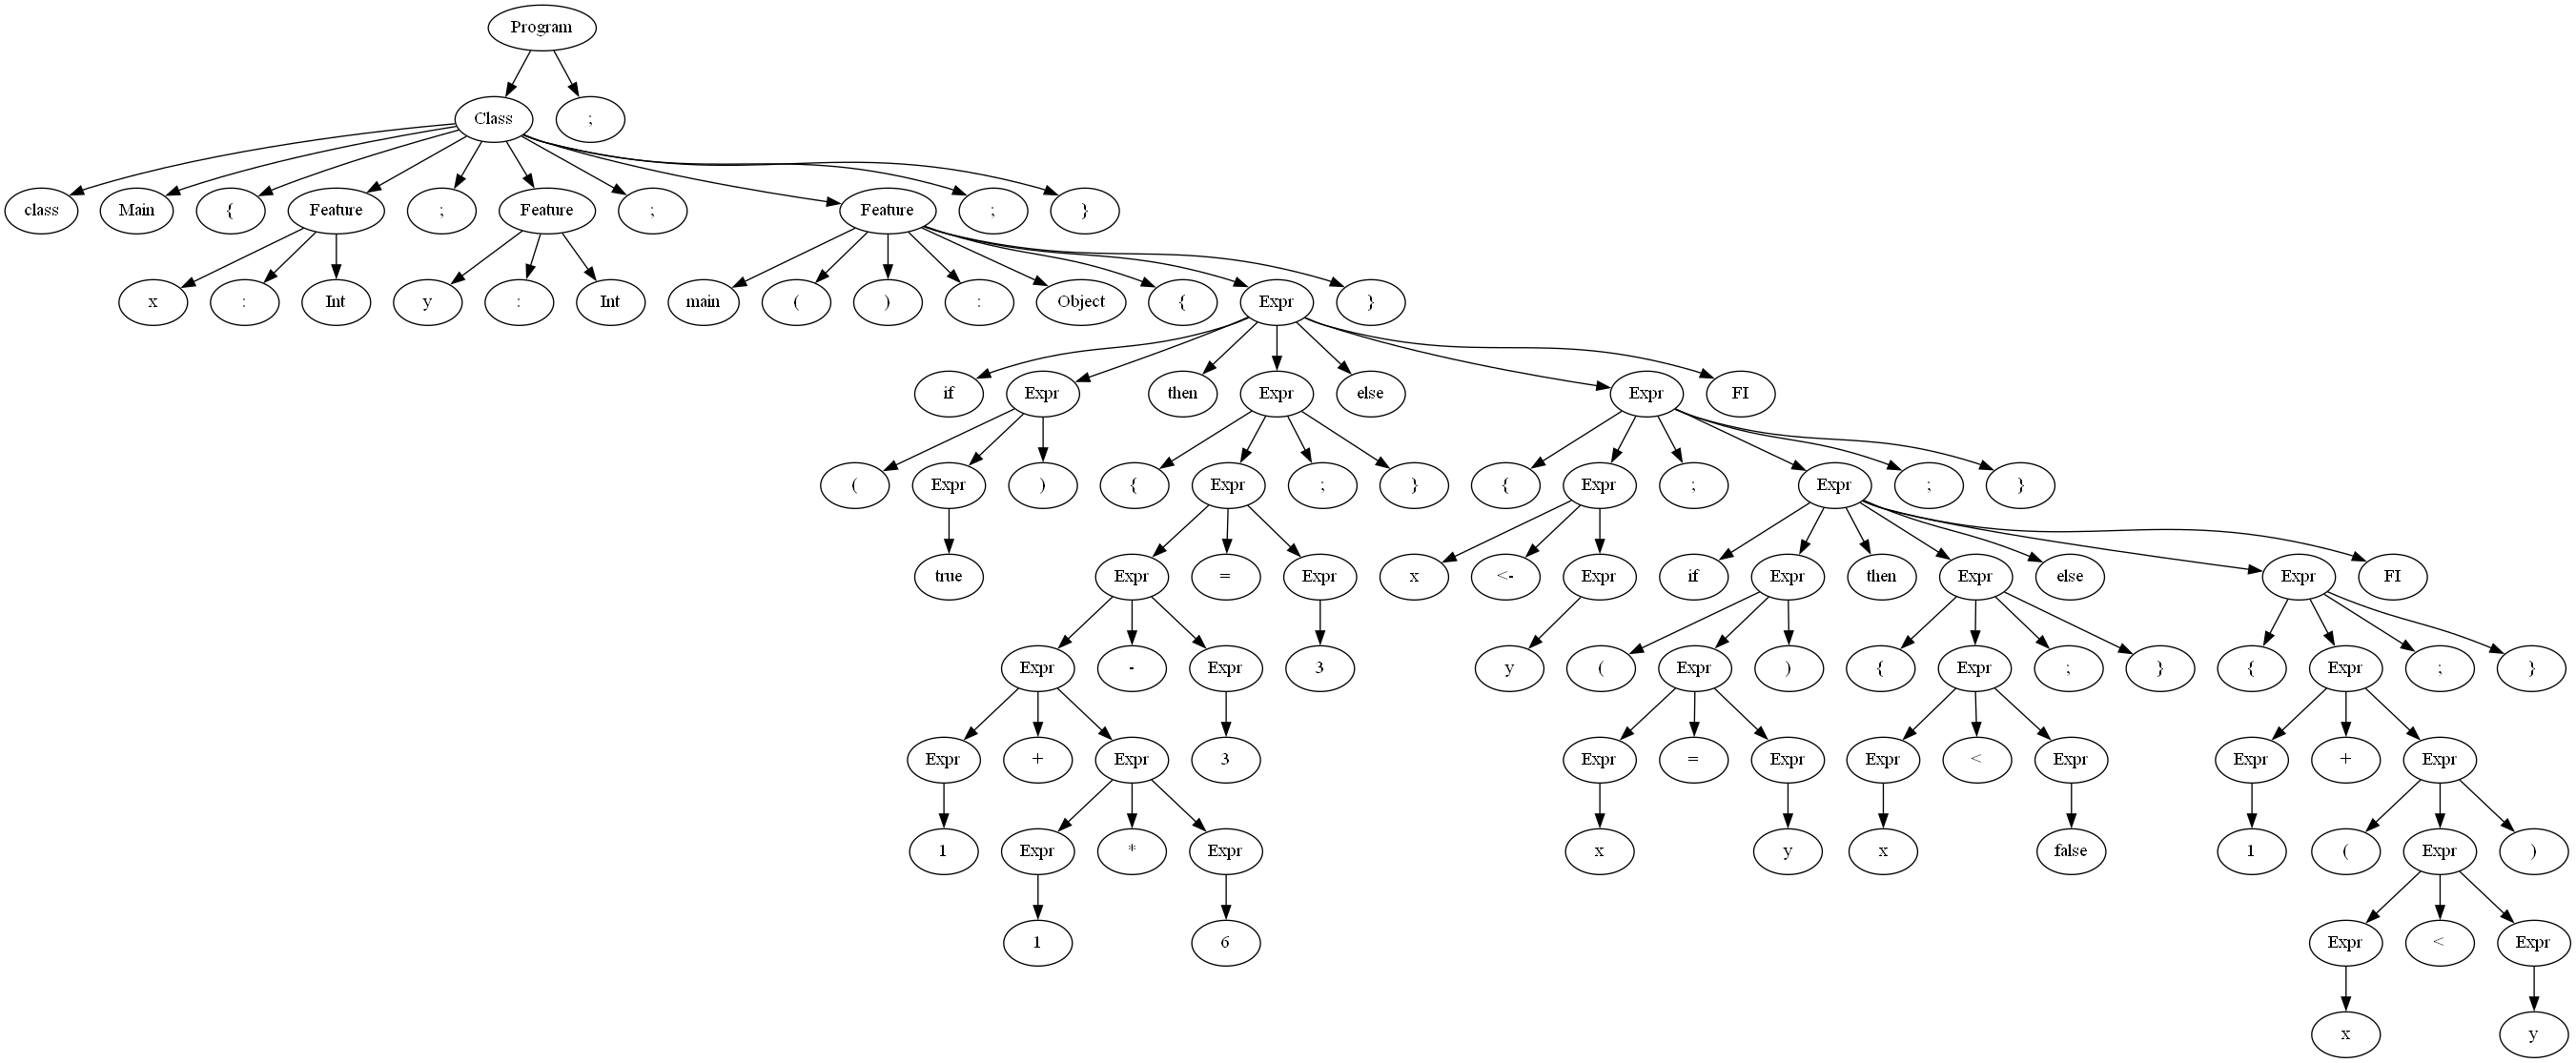 Program
Class ;
class Main { Feature ; Feature ; Feature ; }
x : Int y : Int main ( ) : Object { Expr }
if Expr then Expr else Expr FI
( Expr ) { Expr ; } { Expr ; Expr ; }
true Expr = Expr x <- Expr if Expr then Expr else Expr FI
Expr - Expr 3 y ( Expr ) { Expr ; } { Expr ; }
Expr + Expr 3 Expr = Expr Expr < Expr Expr + Expr
1 Expr * Expr x y x false 1 ( Expr )
1 6 Expr < Expr
x y